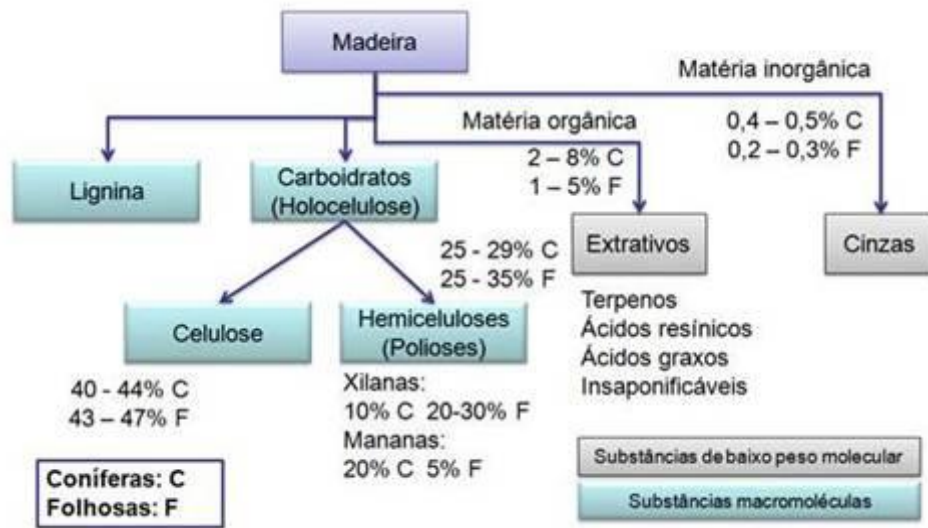 Madeira
Matéria inorgânica
0,4 – 0,5% C
0,2 – 0,3% F
Matéria orgânica
2 – 8% C
1 – 5% F
Lignina
Carboidratos
(Holocelulose)
Extrativos
Cinzas
25 - 29% C
25 - 35% F
Terpenos
Ácidos resínicos
Ácidos graxos
Insaponificáveis
Celulose
Hemiceluloses
(Polioses)
40 - 44% C
43 – 47% F
Xilanas:
10% C 20-30% F
Mananas:
20% C 5% F
Coníferas: C
Folhosas: F
Substâncias de baixo peso molecular
Substâncias macromoléculas